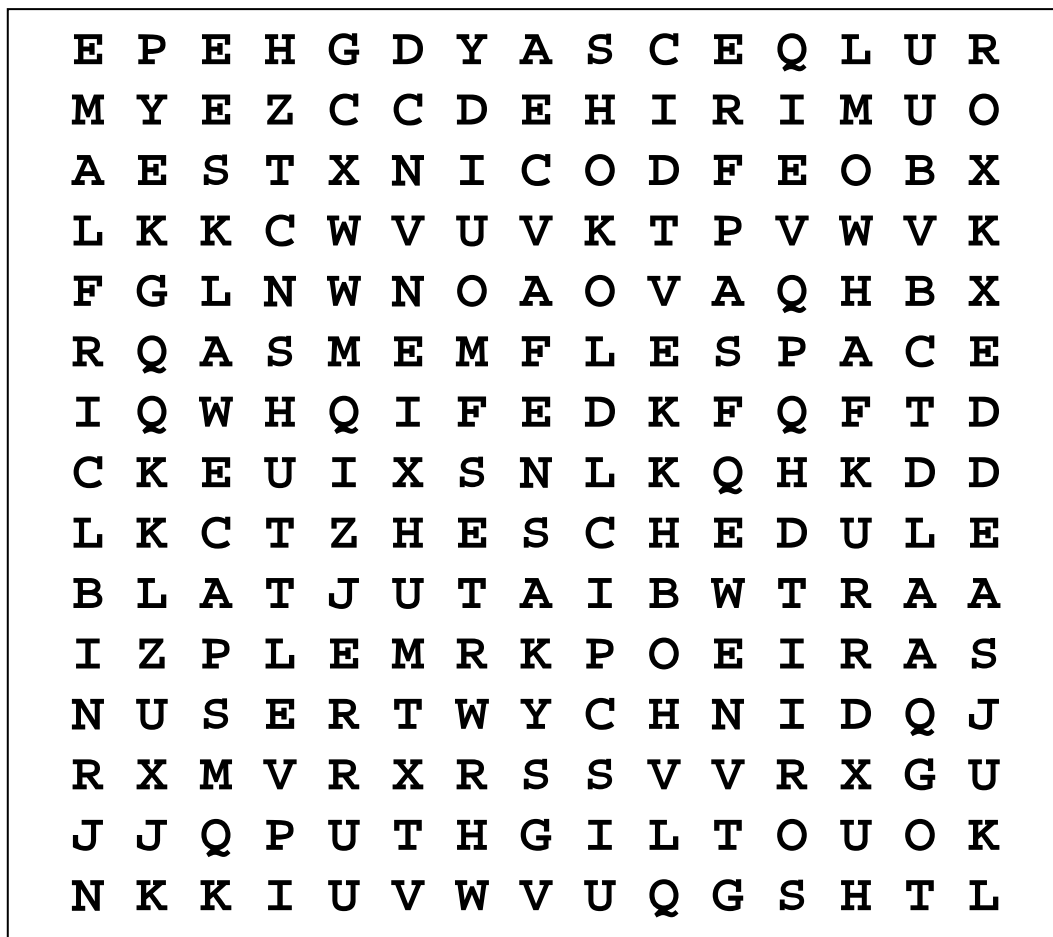 E P E H G D Y A S C E Q L U R
M Y E Z C C D E H I R I M U O
A E S T X N I C O D F E O B X
L K K C W V U V K T P V W V K
F G L N W N O A O V A Q H B X
R Q A S M E M F L E S P A C E
I Q W H Q I F E D K F Q F T D
C K E U I X S N L K Q H K D D
L K C T Z H E S C H E D U L E
B L A T J U T A I B W T R A A
I Z P L E M R K P O E I R A S
N U S E R T W Y C H N I D Q J
R X M V R X R S S V V R X G U
J J Q P U T H G I L T O U O K
N K K I U V W V U Q G S H T L